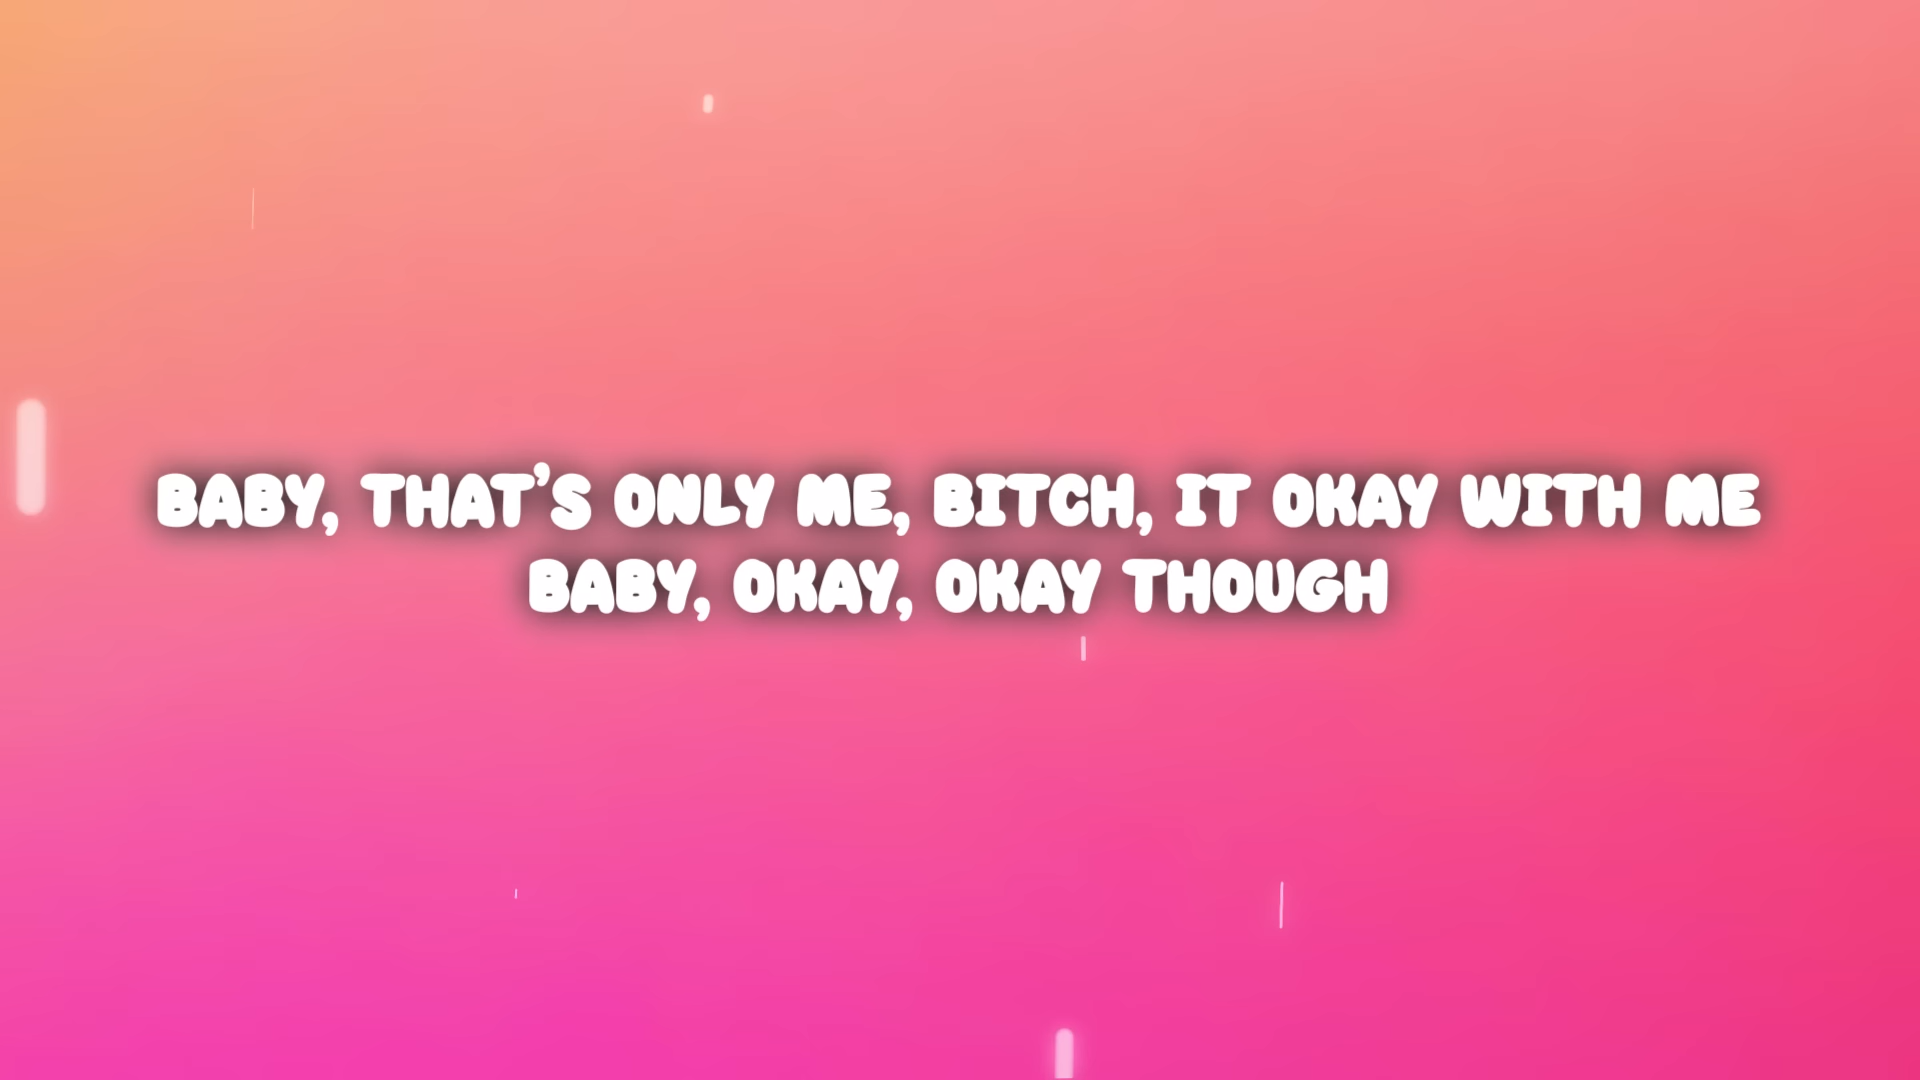 BABY, THAT'S ONLY ME, BITCH, IT OKAY WITH ME
BABY, OKAY, OKAY THOUGH